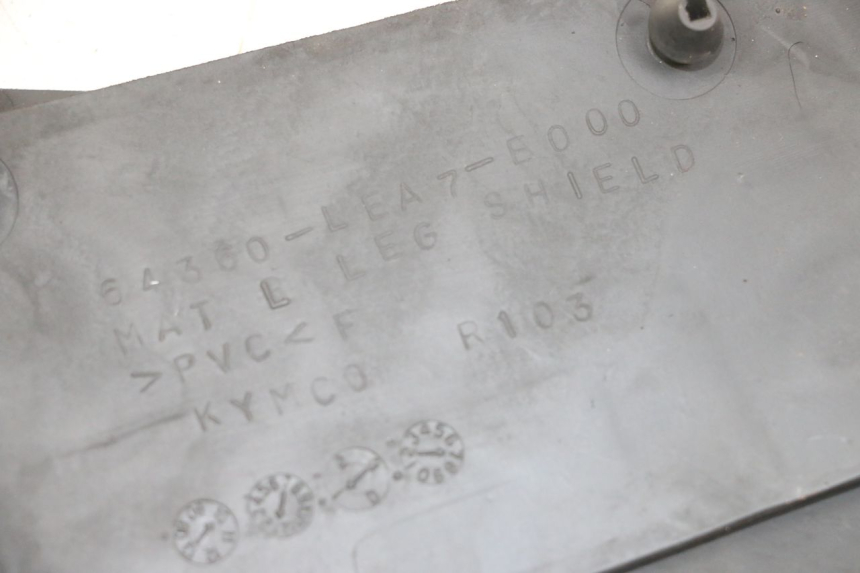 64360-LEA7-E000
MAT L LEG SHIELD
>PVC< F
R103
KYMCO